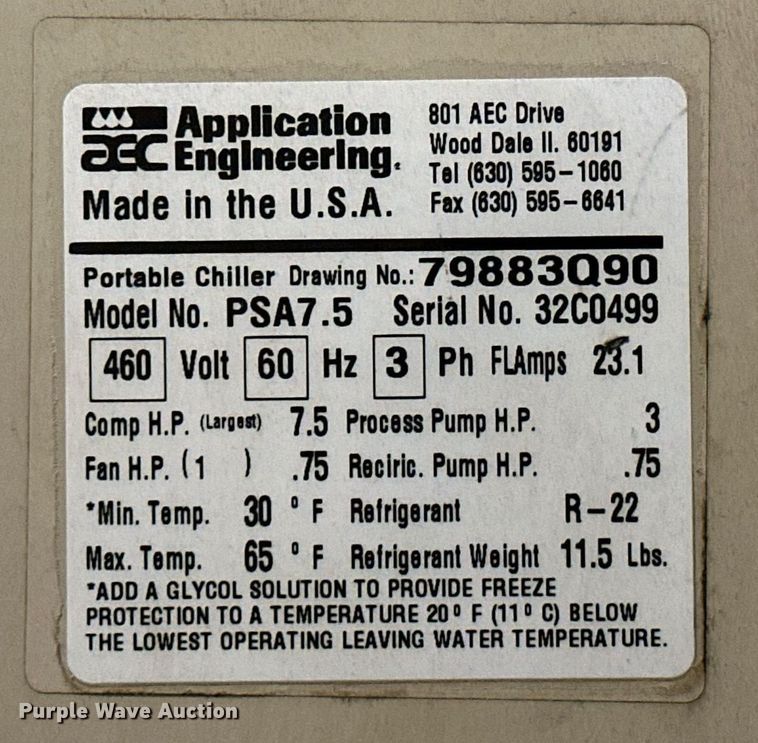 AEC Application
Engineering.
Made in the U.S.A.
801 AEC Drive
Wood Dale Il. 60191
Tel (630) 595-1060
Fax (630) 595-6641
Portable Chiller Drawing No.: 79883Q90
Model No. PSA7.5 Serial No. 32C0499
460 Volt 60 Hz 3 Ph FLAmps 23.1
Comp H.P. (Largest) 7.5 Process Pump H.P. 3
Fan H.P. (1 ) .75 Reciric. Pump H.P. .75
*Min. Temp. 30 º F Refrigerant R-22
Max. Temp. 65 º F Refrigerant Weight 11.5 Lbs.
*ADD A GLYCOL SOLUTION TO PROVIDE FREEZE
PROTECTION TO A TEMPERATURE 20º F (11º C) BELOW
THE LOWEST OPERATING LEAVING WATER TEMPERATURE.
Purple Wave Auction